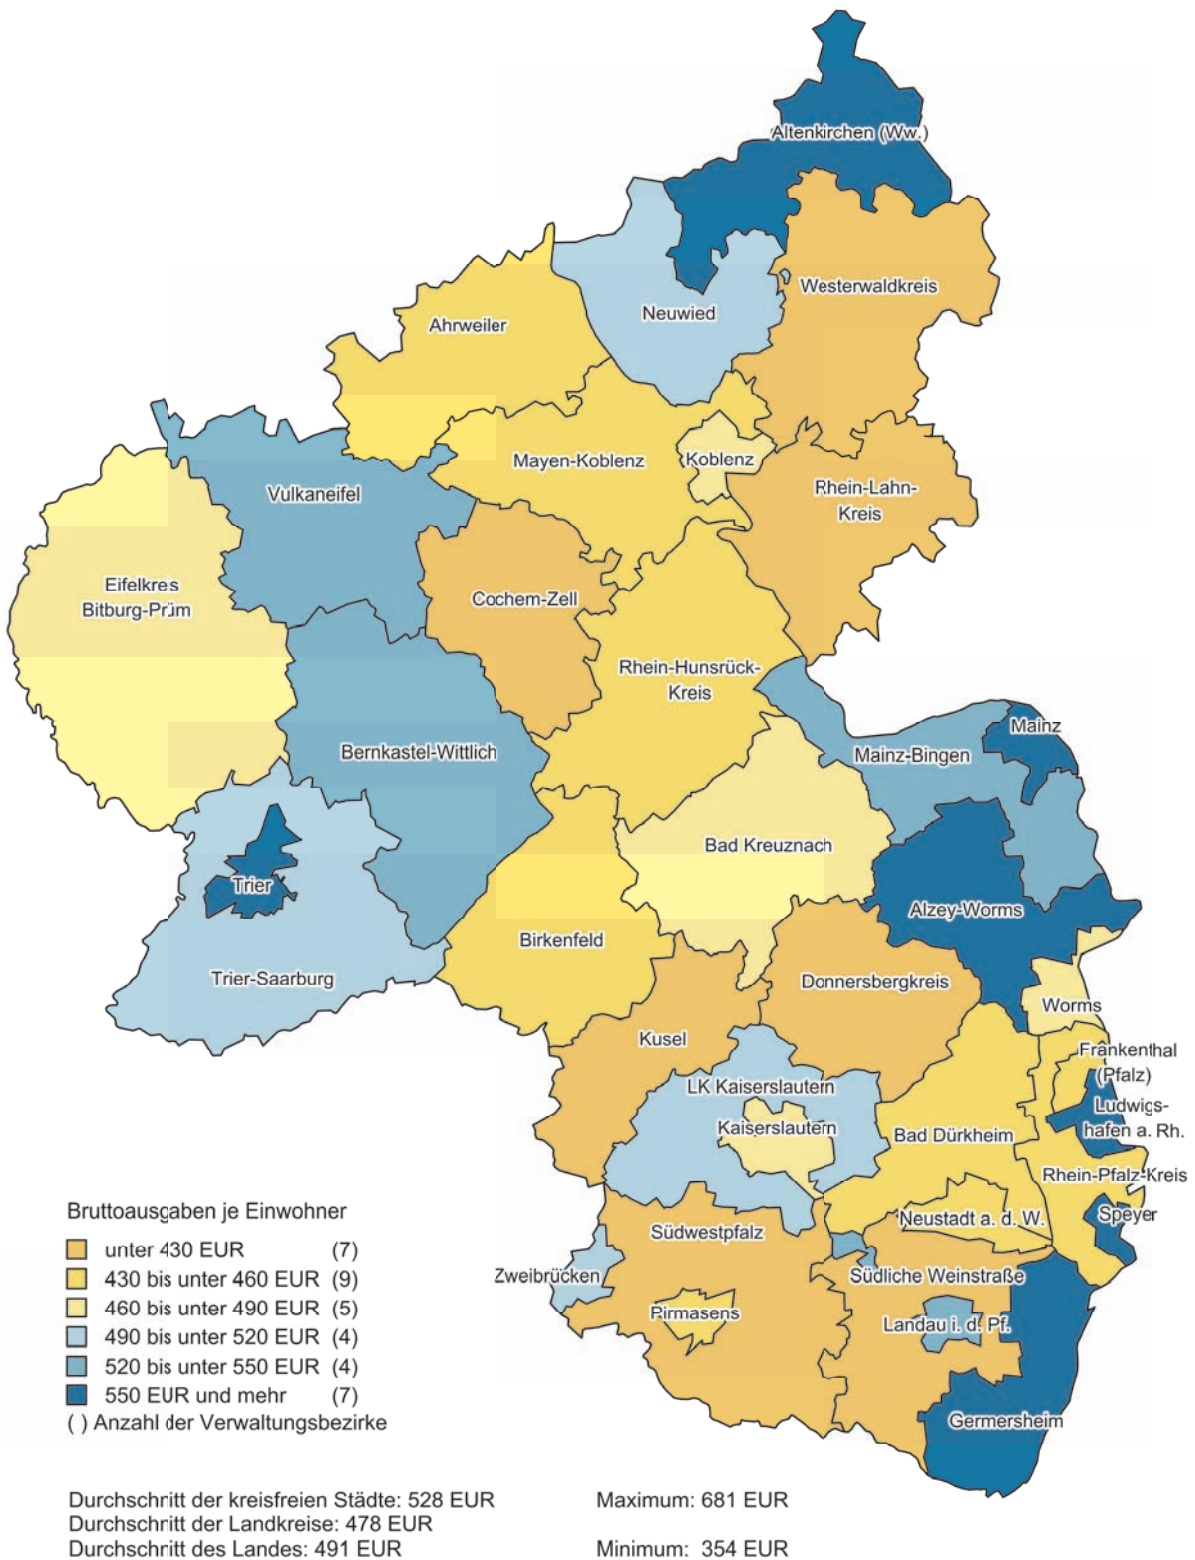 Altenkirchen (Ww.)
Westerwaldkreis
Neuwied
Ahrweiler
Mayen-Koblenz
Koblenz
Rhein-Lahn-
Kreis
Vulkaneifel
Eifelkreis
Bitburg-Prüm
Cochem-Zell
Rhein-Hunsrück-
Kreis
Mainz
Mainz-Bingen
Bernkastel-Wittlich
Bad Kreuznach
Trier
Alzey-Worms
Birkenfeld
Trier-Saarburg
Donnersbergkreis
Worms
Kusel
Frankenthal
(Pfalz)
LK Kaiserslautern
Ludwigs-
hafen a. Rh.
Kaiserslautern
Bad Dürkheim
Rhein-Pfalz-Kreis
Speyer
Neustadt a. d. W.
Südwestpfalz
Zweibrücken
Südliche Weinstraße
Pirmasens
Landau i. d. Pf.
Germersheim
Bruttoausgaben je Einwohner
unter 430 EUR (7)
430 bis unter 460 EUR (9)
460 bis unter 490 EUR (5)
490 bis unter 520 EUR (4)
520 bis unter 550 EUR (4)
550 EUR und mehr (7)
( ) Anzahl der Verwaltungsbezirke
Durchschnitt der kreisfreien Städte: 528 EUR Maximum: 681 EUR
Durchschnitt der Landkreise: 478 EUR
Durchschnitt des Landes: 491 EUR Minimum: 354 EUR